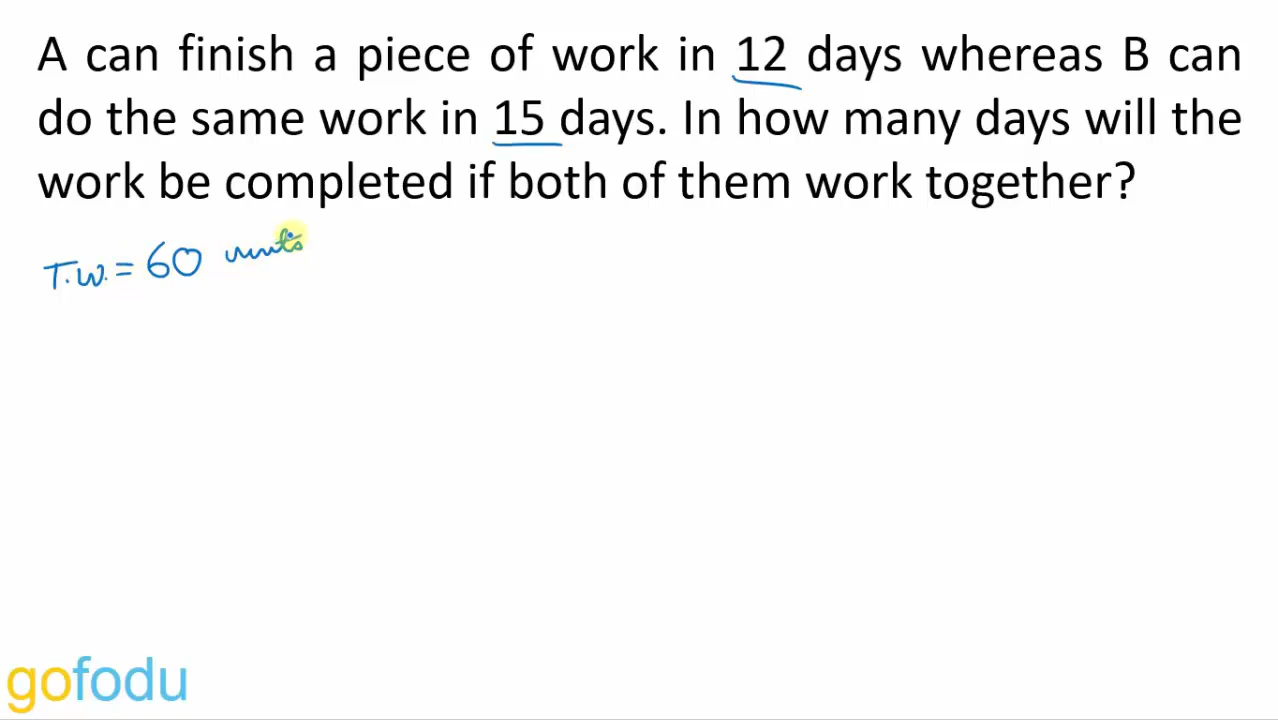 A can finish a piece of work in 12 days whereas B can
do the same work in 15 days. In how many days will the
work be completed if both of them work together?
T.W. = 60 units
gofodu